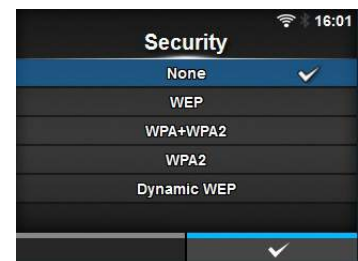 16:01
Security
None
WEP
WPA+WPA2
WPA2
Dynamic WEP